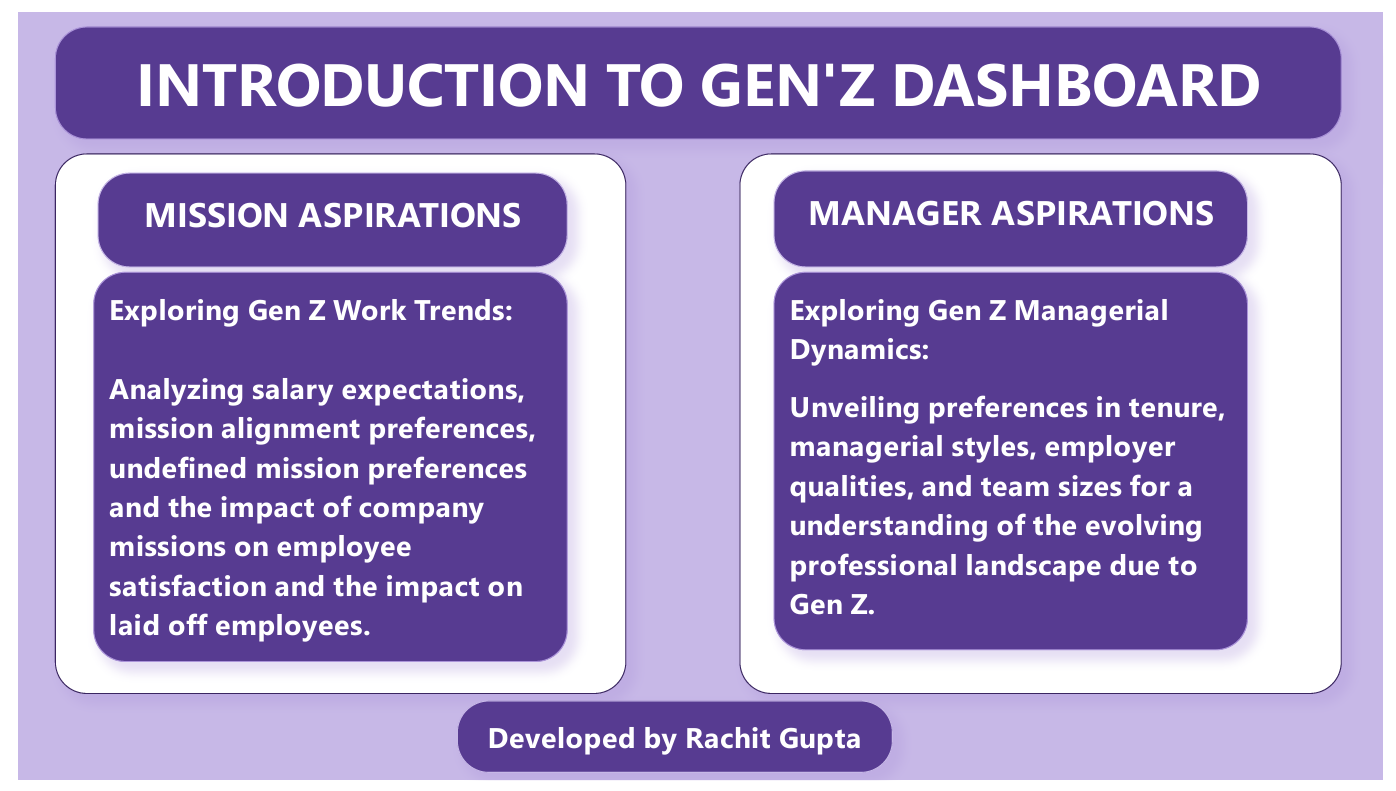 INTRODUCTION TO GEN'Z DASHBOARD
MISSION ASPIRATIONS
Exploring Gen Z Work Trends:
Analyzing salary expectations,
mission alignment preferences,
undefined mission preferences
and the impact of company
missions on employee
satisfaction and the impact on
laid off employees.
MANAGER ASPIRATIONS
Exploring Gen Z Managerial
Dynamics:
Unveiling preferences in tenure,
managerial styles, employer
qualities, and team sizes for a
understanding of the evolving
professional landscape due to
Gen Z.
Developed by Rachit Gupta